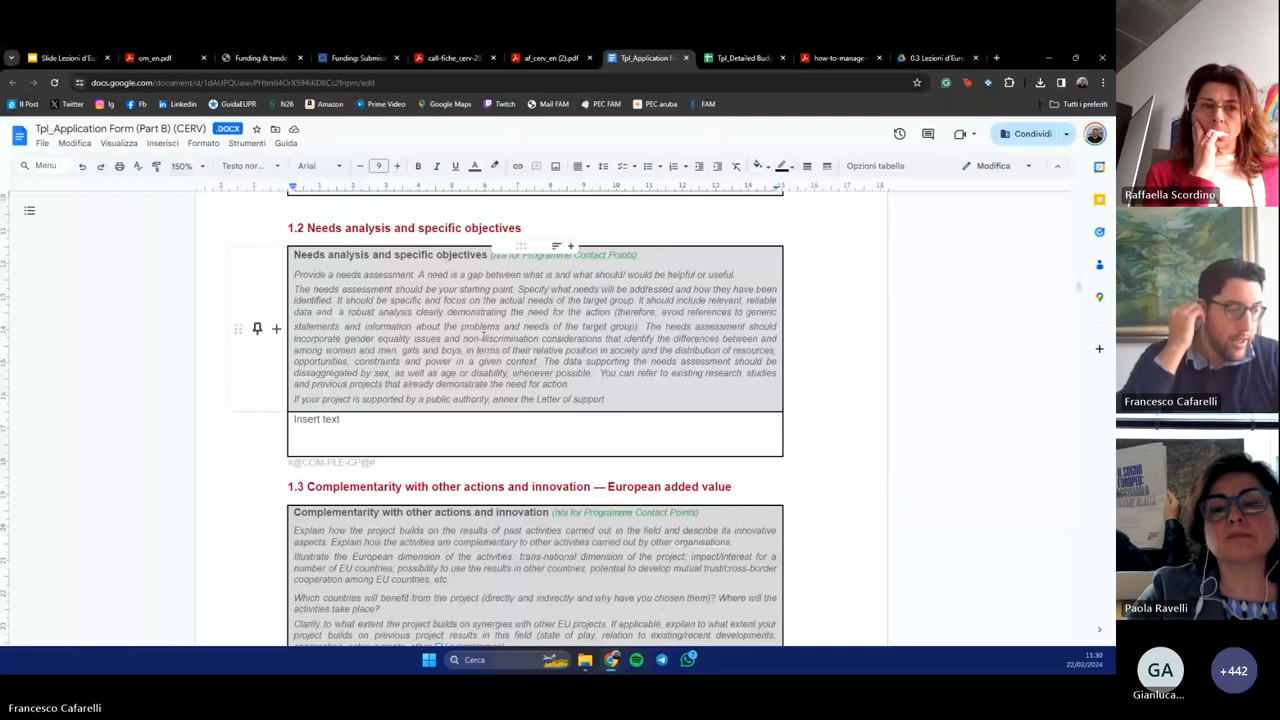 Slide Lezioni d'Eu
om_en.pdf
Funding & tende
Funding: Submiss
call-fiche_cerv-20
af_cerv_en (2).pdf
Tpl_Application F
Tpl_Detailed Budg
how-to-manage-
0.3 Lezioni d'Euro
Il Post
Twitter
Ig
Fb
Linkedin
GuidaEUPR
N26
Amazon
Prime Video
Google Maps
Twitch
Mail FAM
PEC FAM
PEC aruba
FAM
Tutti i preferiti
Tpl_Application Form (Part B) (CERV)
.DOCX
File Modifica Visualizza Inserisci Formato Strumenti Guida
Condividi
Menu
150%
Testo nor...
Arial
9
Opzioni tabella
Modifica
1.2 Needs analysis and specific objectives
Needs analysis and specific objectives (n/a for Programme Contact Points)
Provide a needs assessment. A need is a gap between what is and what should/ would be helpful or useful.
The needs assessment should be your starting point. Specify what needs will be addressed and how they have been
identified. It should be specific and focus on the actual needs of the target group. It should include relevant, reliable
data and, a robust analysis clearly demonstrating the need for the action (therefore, avoid references to generic
statements and information about the problems and needs of the target group). The needs assessment should
incorporate gender equality issues and non-discrimination considerations that identify the differences between and
among women and men, girls and boys, in terms of their relative position in society and the distribution of resources,
opportunities, constraints and power in a given context. The data supporting the needs assessment should be
dissaggregated by sex, as well as age or disability, whenever possible. You can refer to existing research, studies
and previous projects that already demonstrate the need for action.
If your project is supported by a public authority, annex the Letter of support
Insert text
#@COM-PLE-CP@#
1.3 Complementarity with other actions and innovation — European added value
Complementarity with other actions and innovation (n/a for Programme Contact Points)
Explain how the project builds on the results of past activities carried out in the field and describe its innovative
aspects. Explain how the activities are complementary to other activities carried out by other organisations.
Illustrate the European dimension of the activities: trans-national dimension of the project; impact/interest for a
number of EU countries; possibility to use the results in other countries, potential to develop mutual trust/cross-border
cooperation among EU countries, etc.
Which countries will benefit from the project (directly and indirectly and why have you chosen them)? Where will the
activities take place?
Clarify to what extent the project builds on synergies with other EU projects. If applicable, explain to what extent your
project builds on previous project results in this field (state of play, relation to existing/recent developments,
Cerca
11:30
22/02/2024
Raffaella Scordino
Francesco Cafarelli
Paola Ravelli
GA
Gianluca...
+442
Francesco Cafarelli